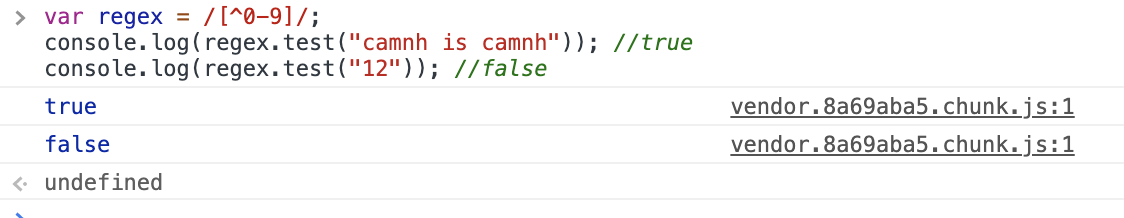 var regex = /[^0-9]/;
console.log(regex.test("camnh is camnh")); //true
console.log(regex.test("12")); //false
true vendor.8a69aba5.chunk.js:1
false vendor.8a69aba5.chunk.js:1
undefined